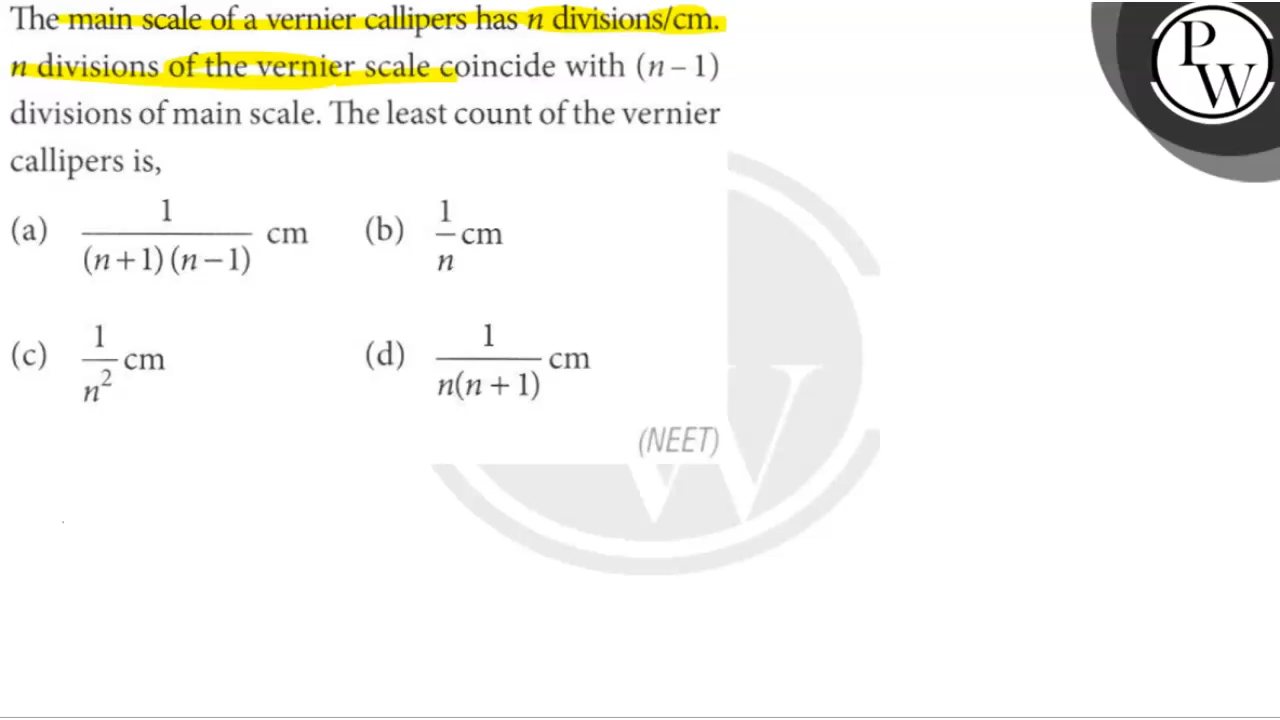 The main scale of a vernier callipers has n divisions/cm.
n divisions of the vernier scale coincide with (n – 1)
divisions of main scale. The least count of the vernier
callipers is,
(a) 1/((n+1)(n−1)) cm (b) 1/n cm
(c) 1/n² cm (d) 1/(n(n + 1)) cm
(NEET)
P
W